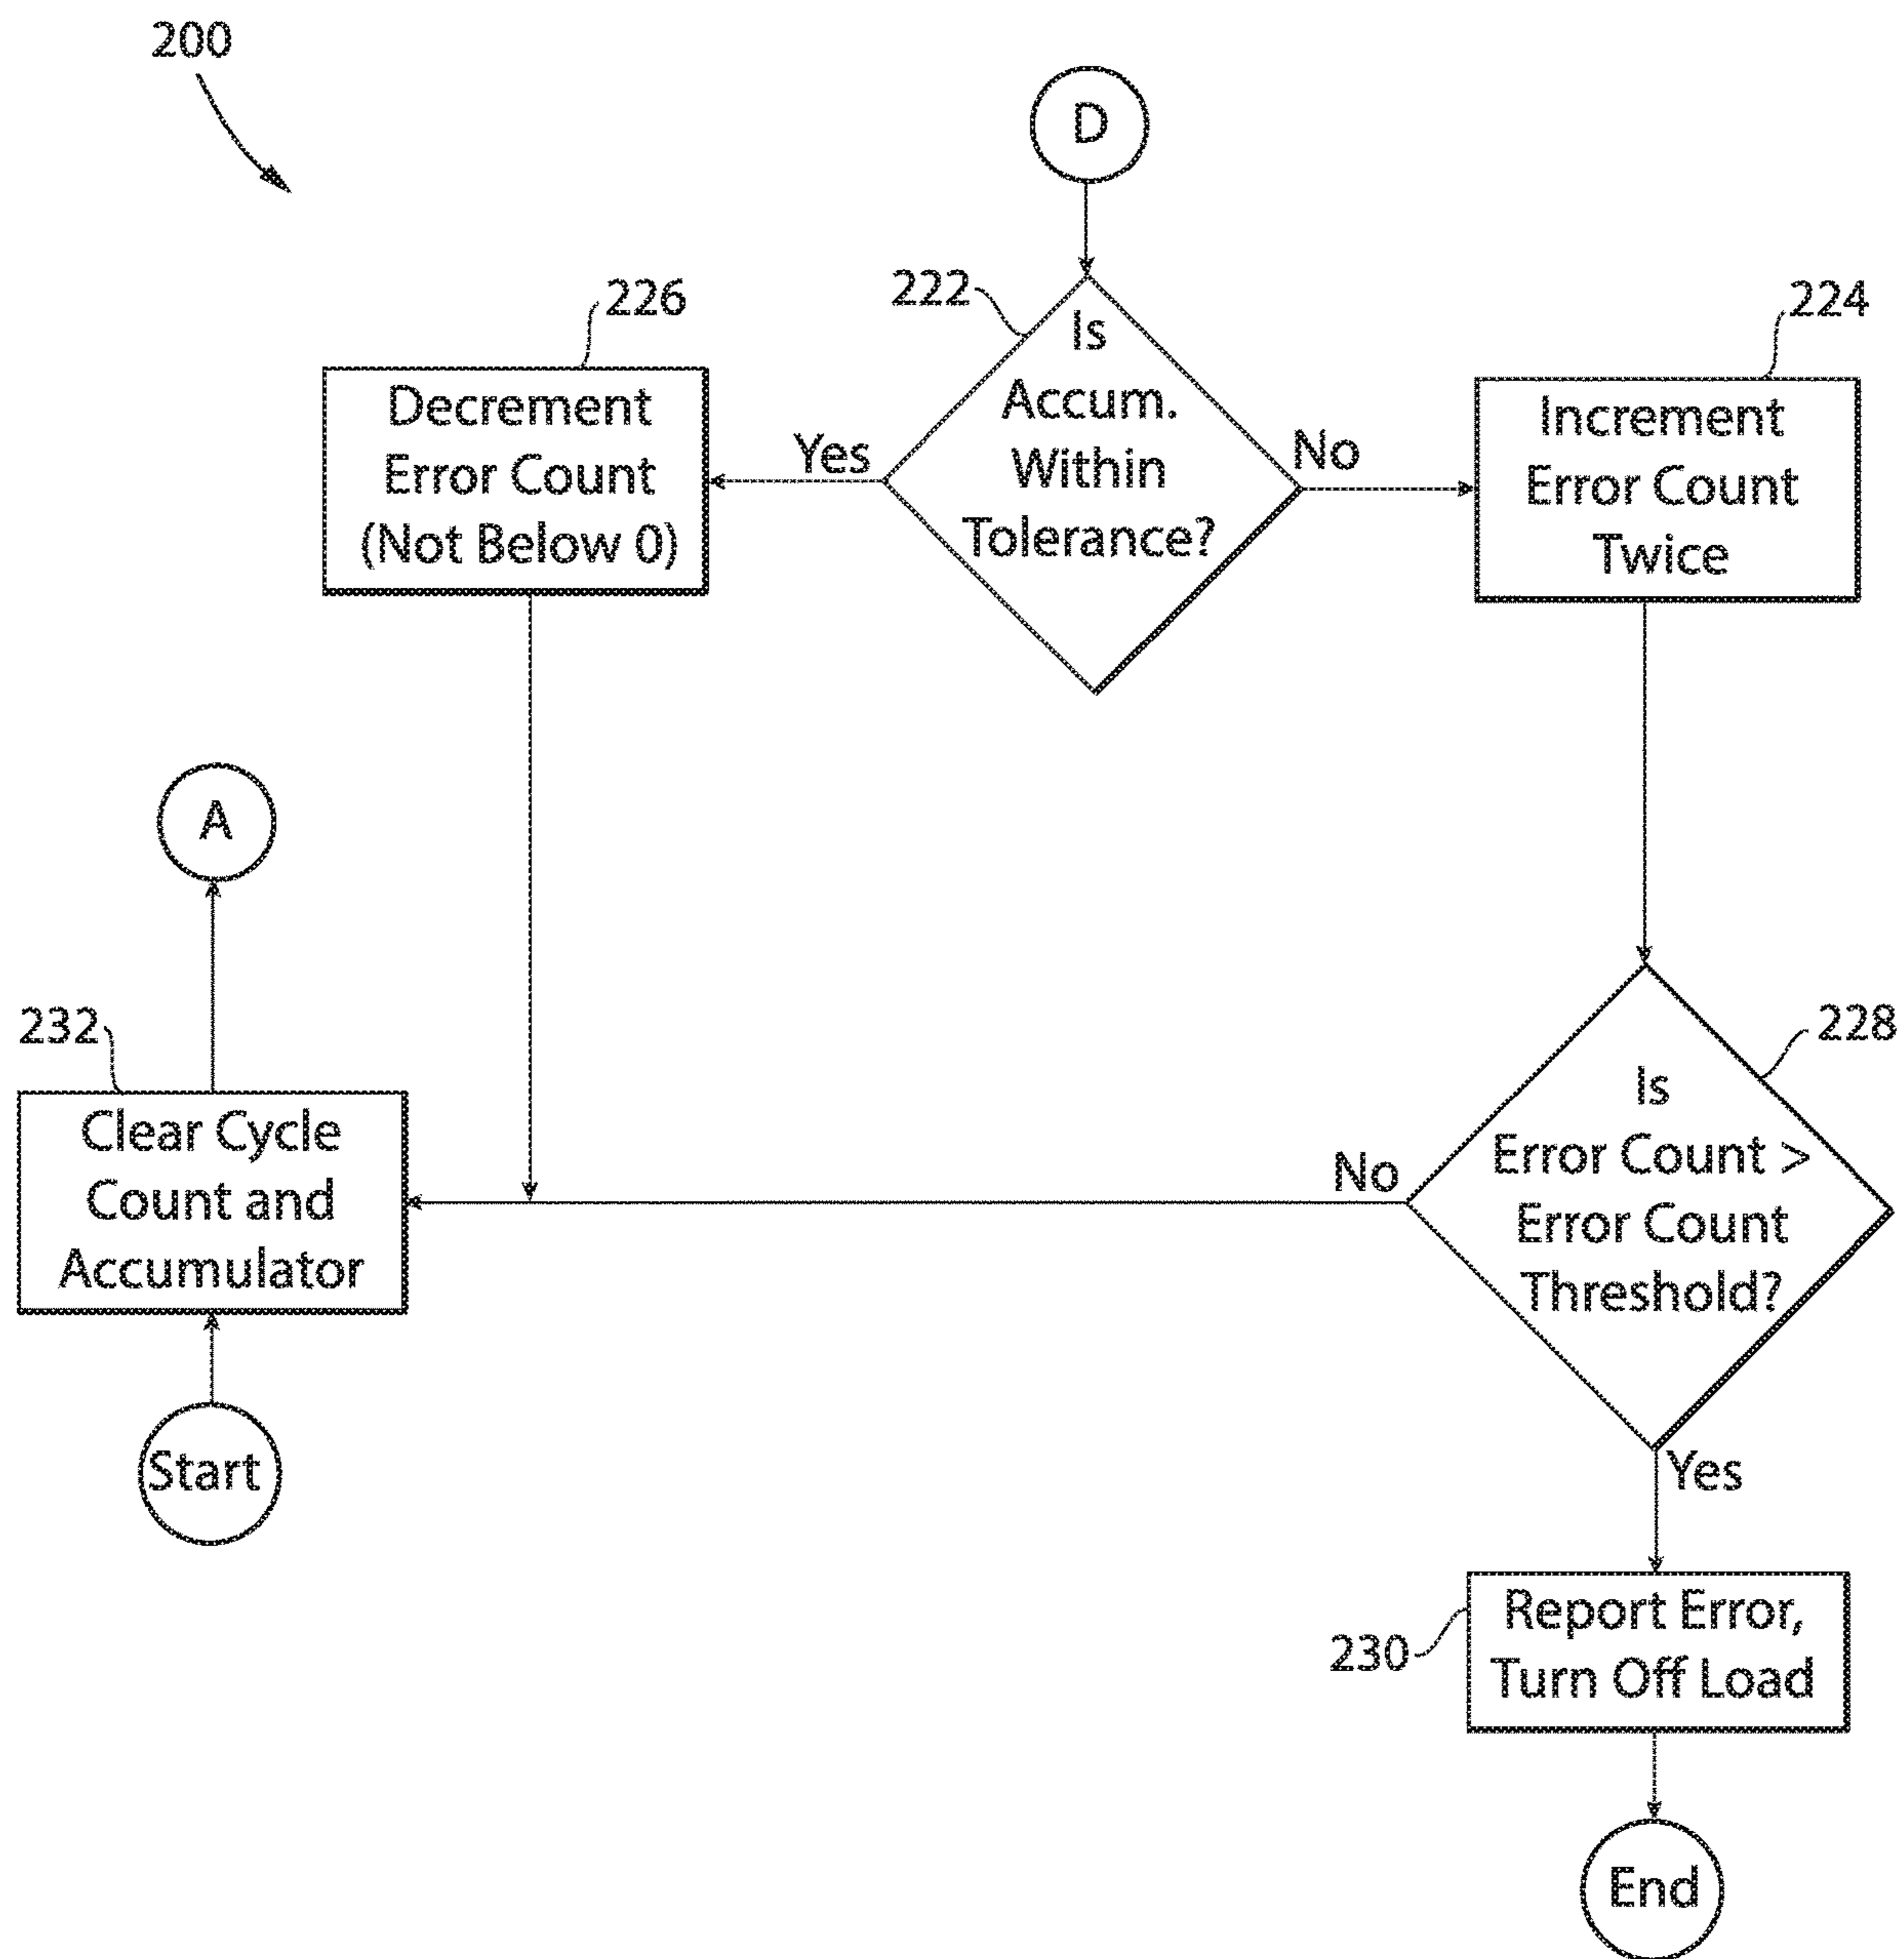 200
D
222
Is
Accum.
Within
Tolerance?
Yes
No
226
Decrement
Error Count
(Not Below 0)
224
Increment
Error Count
Twice
A
232
Clear Cycle
Count and
Accumulator
Start
228
Is
Error Count >
Error Count
Threshold?
No
Yes
230
Report Error,
Turn Off Load
End